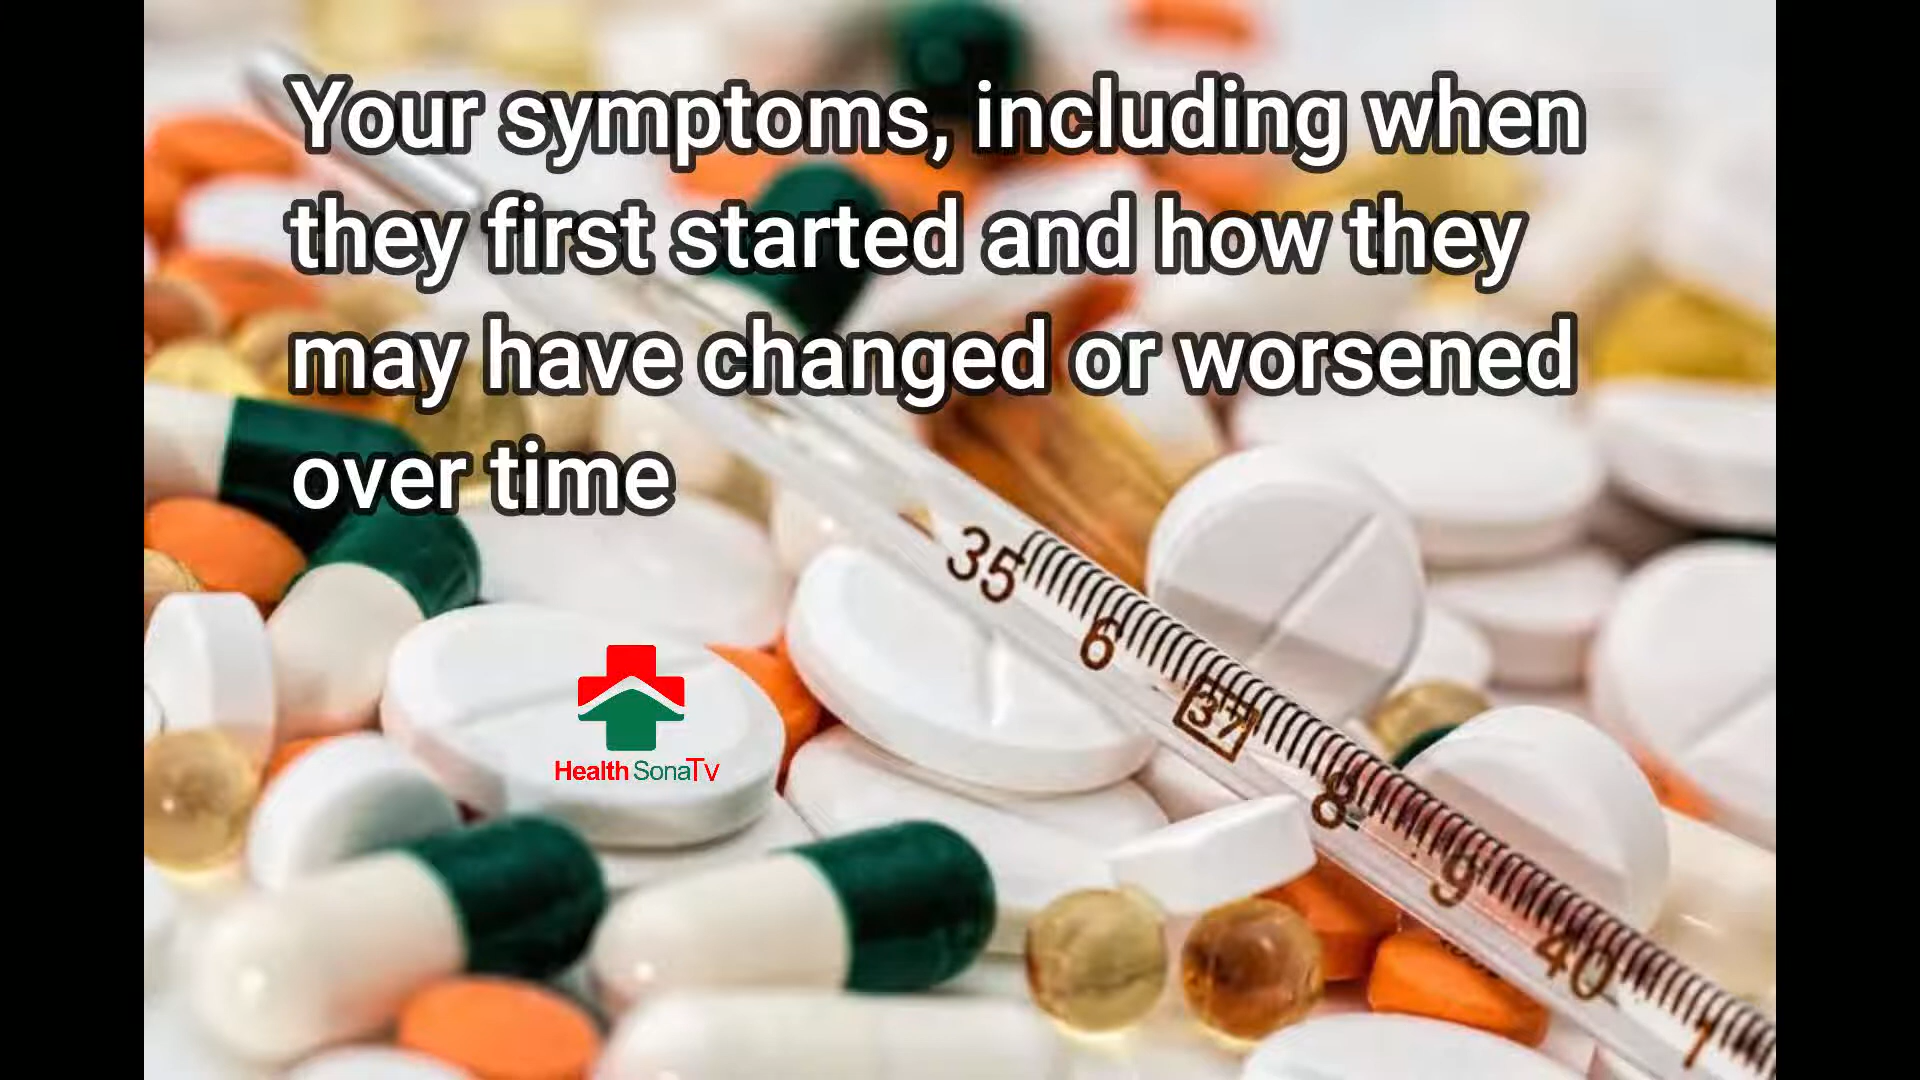 Your symptoms, including when
they first started and how they
may have changed or worsened
over time
35
6
37
8
9
40
1
Health SonaTv